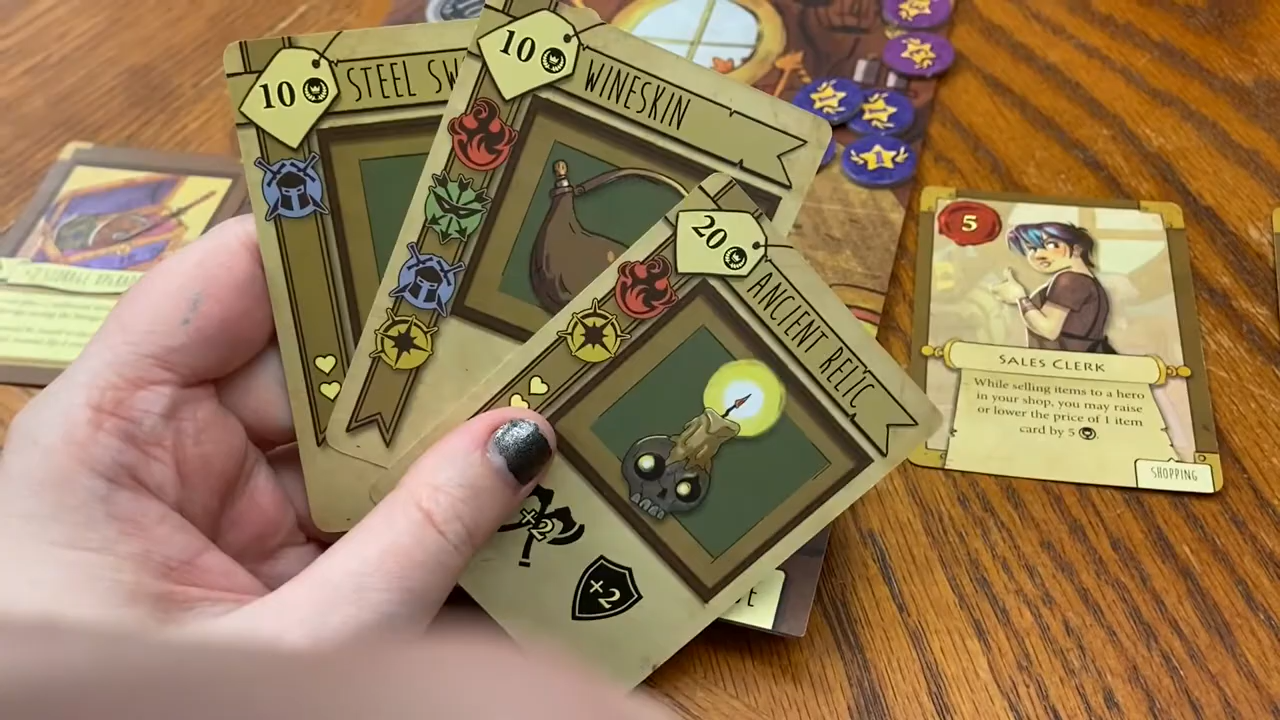 10
STEEL
10
WINESKIN
20
ANCIENT RELIC
+2
+2
5
SALES CLERK
While selling items to a hero
in your shop, you may raise
or lower the price of 1 item
card by 5
SHOPPING
1